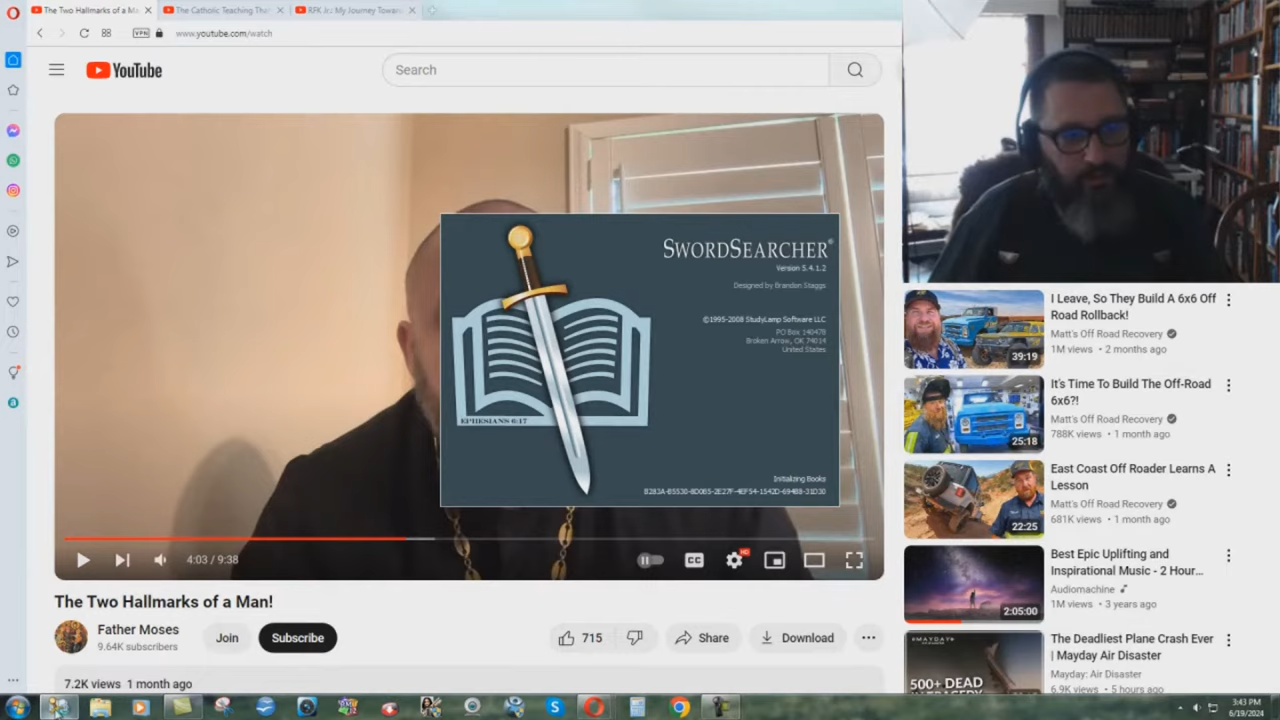 The Two Hallmarks of a Ma
The Catholic Teaching That
RFK Jr.: My Journey Toward
VPN
www.youtube.com/watch
YouTube
Search
SWORDSEARCHER®
Version 5.4.1.2
Designed by Brandon Staggs
©1995-2008 StudyLamp Software LLC
PO Box 140478
Broken Arrow, OK 74014
United States
EPHESIANS 6:17
Initializing Books
4:03 / 9:38
CC
HD
The Two Hallmarks of a Man!
Father Moses
9.64K subscribers
Join
Subscribe
715
Share
Download
7.2K views 1 month ago
I Leave, So They Build A 6x6 Off
Road Rollback!
Matt's Off Road Recovery
1M views • 2 months ago
39:19
It's Time To Build The Off-Road
6x6?!
Matt's Off Road Recovery
788K views • 1 month ago
25:18
East Coast Off Roader Learns A
Lesson
Matt's Off Road Recovery
681K views • 1 month ago
22:25
Best Epic Uplifting and
Inspirational Music - 2 Hour...
Audiomachine
1M views • 3 years ago
2:05:00
The Deadliest Plane Crash Ever
| Mayday Air Disaster
Mayday: Air Disaster
6.9K views • 5 hours ago
MAYDAY
500+ DEAD
3:43 PM
6/19/2024